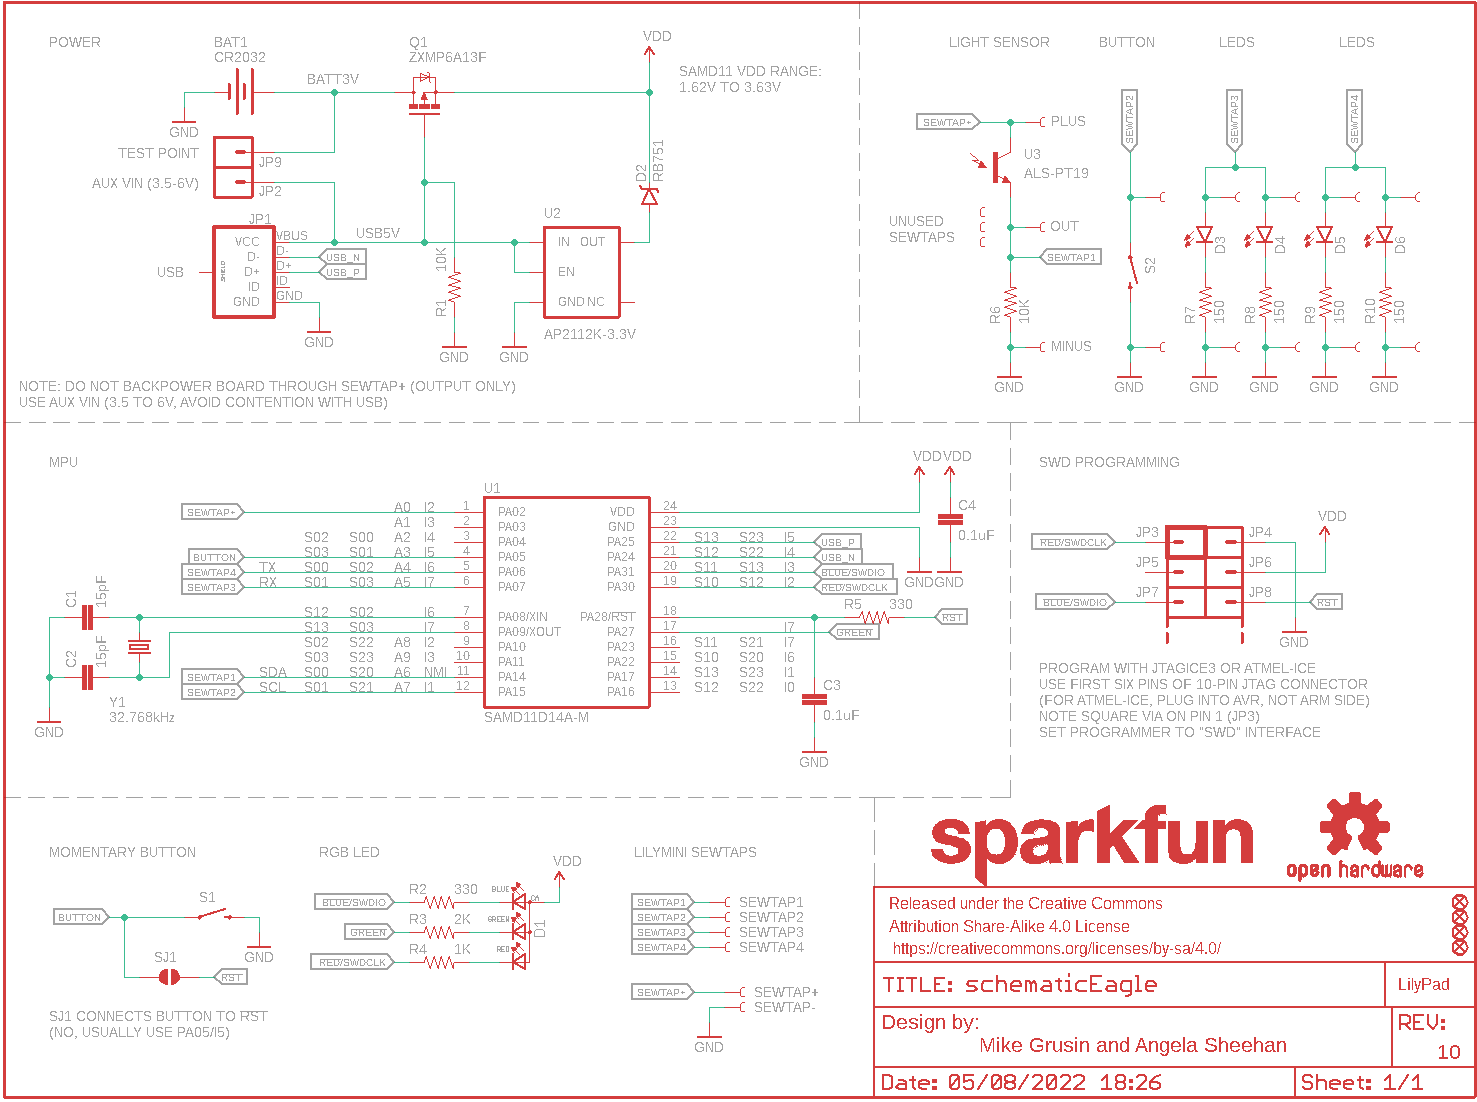 POWER
BAT1
CR2032
BATT3V
Q1
ZXMP6A13F
VDD
SAMD11 VDD RANGE:
1.62V TO 3.63V
GND
TEST POINT
JP9
AUX VIN (3.5-6V)
JP2
JP1
USB
SHIELD
VCC
D-
D+
ID
GND
VBUS
D-
D+
ID
GND
USB_N
USB_P
USB5V
GND
10K
R1
GND
GND
U2
IN OUT
EN
GND NC
AP2112K-3.3V
D2
RB751
NOTE: DO NOT BACKPOWER BOARD THROUGH SEWTAP+ (OUTPUT ONLY)
USE AUX VIN (3.5 TO 6V, AVOID CONTENTION WITH USB)
LIGHT SENSOR
BUTTON
LEDS
LEDS
SEWTAP+
PLUS
U3
ALS-PT19
UNUSED
SEWTAPS
OUT
SEWTAP1
R6
10K
MINUS
GND
SEWTAP2
S2
GND
SEWTAP3
D3
D4
R7
150
R8
150
GND
GND
SEWTAP4
D5
D6
R9
150
R10
150
GND
GND
MPU
U1
VDD VDD
SEWTAP+
A0 I2 1 PA02
A1 I3 2 PA03
S02 S00 A2 I4 3 PA04
BUTTON S03 S01 A3 I5 4 PA05
SEWTAP4 TX S00 S02 A4 I6 5 PA06
SEWTAP3 RX S01 S03 A5 I7 6 PA07
S12 S02 I6 7 PA08/XIN
S13 S03 I7 8 PA09/XOUT
S02 S22 A8 I2 9 PA10
S03 S23 A9 I3 10 PA11
SEWTAP1 SDA S00 S20 A6 NMI 11 PA14
SEWTAP2 SCL S01 S21 A7 I1 12 PA15
VDD 24
GND 23
PA25 22 S13 S23 I5 USB_P
PA24 21 S12 S22 I4 USB_N
PA31 20 S11 S13 I3 BLUE/SWDIO
PA30 19 S10 S12 I2 RED/SWDCLK
PA28/RST 18
PA27 17 I7 GREEN
PA23 16 S11 S21 I7
PA22 15 S10 S20 I6
PA17 14 S13 S23 I1
PA16 13 S12 S22 I0
SAMD11D14A-M
C1
15pF
C2
15pF
Y1
32.768kHz
GND
C4
0.1uF
GND GND
R5 330
RST
C3
0.1uF
GND
SWD PROGRAMMING
RED/SWDCLK
JP3
JP4
JP5
JP6
BLUE/SWDIO
JP7
JP8
VDD
RST
GND
PROGRAM WITH JTAGICE3 OR ATMEL-ICE
USE FIRST SIX PINS OF 10-PIN JTAG CONNECTOR
(FOR ATMEL-ICE, PLUG INTO AVR, NOT ARM SIDE)
NOTE SQUARE VIA ON PIN 1 (JP3)
SET PROGRAMMER TO "SWD" INTERFACE
MOMENTARY BUTTON
BUTTON
S1
GND
SJ1
RST
SJ1 CONNECTS BUTTON TO RST
(NO, USUALLY USE PA05/I5)
RGB LED
VDD
BLUE/SWDIO
R2 330
BLUE
CA
GREEN
R3 2K
GREEN
D1
RED/SWDCLK
R4 1K
RED
LILYMINI SEWTAPS
SEWTAP1 SEWTAP1
SEWTAP2 SEWTAP2
SEWTAP3 SEWTAP3
SEWTAP4 SEWTAP4
SEWTAP+ SEWTAP+
SEWTAP-
GND
sparkfun
open hardware
Released under the Creative Commons
Attribution Share-Alike 4.0 License
https://creativecommons.org/licenses/by-sa/4.0/
TITLE: schematicEagle
LilyPad
Design by:
Mike Grusin and Angela Sheehan
REV:
10
Date: 05/08/2022 18:26
Sheet: 1/1